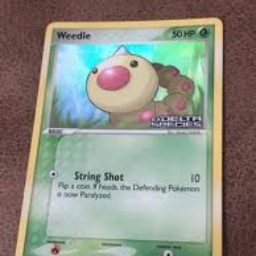 Weedle 50 HP
DELTA
SPECIES
String Shot 10
Flip a coin. If heads, the Defending Pokémon
is now Paralyzed.